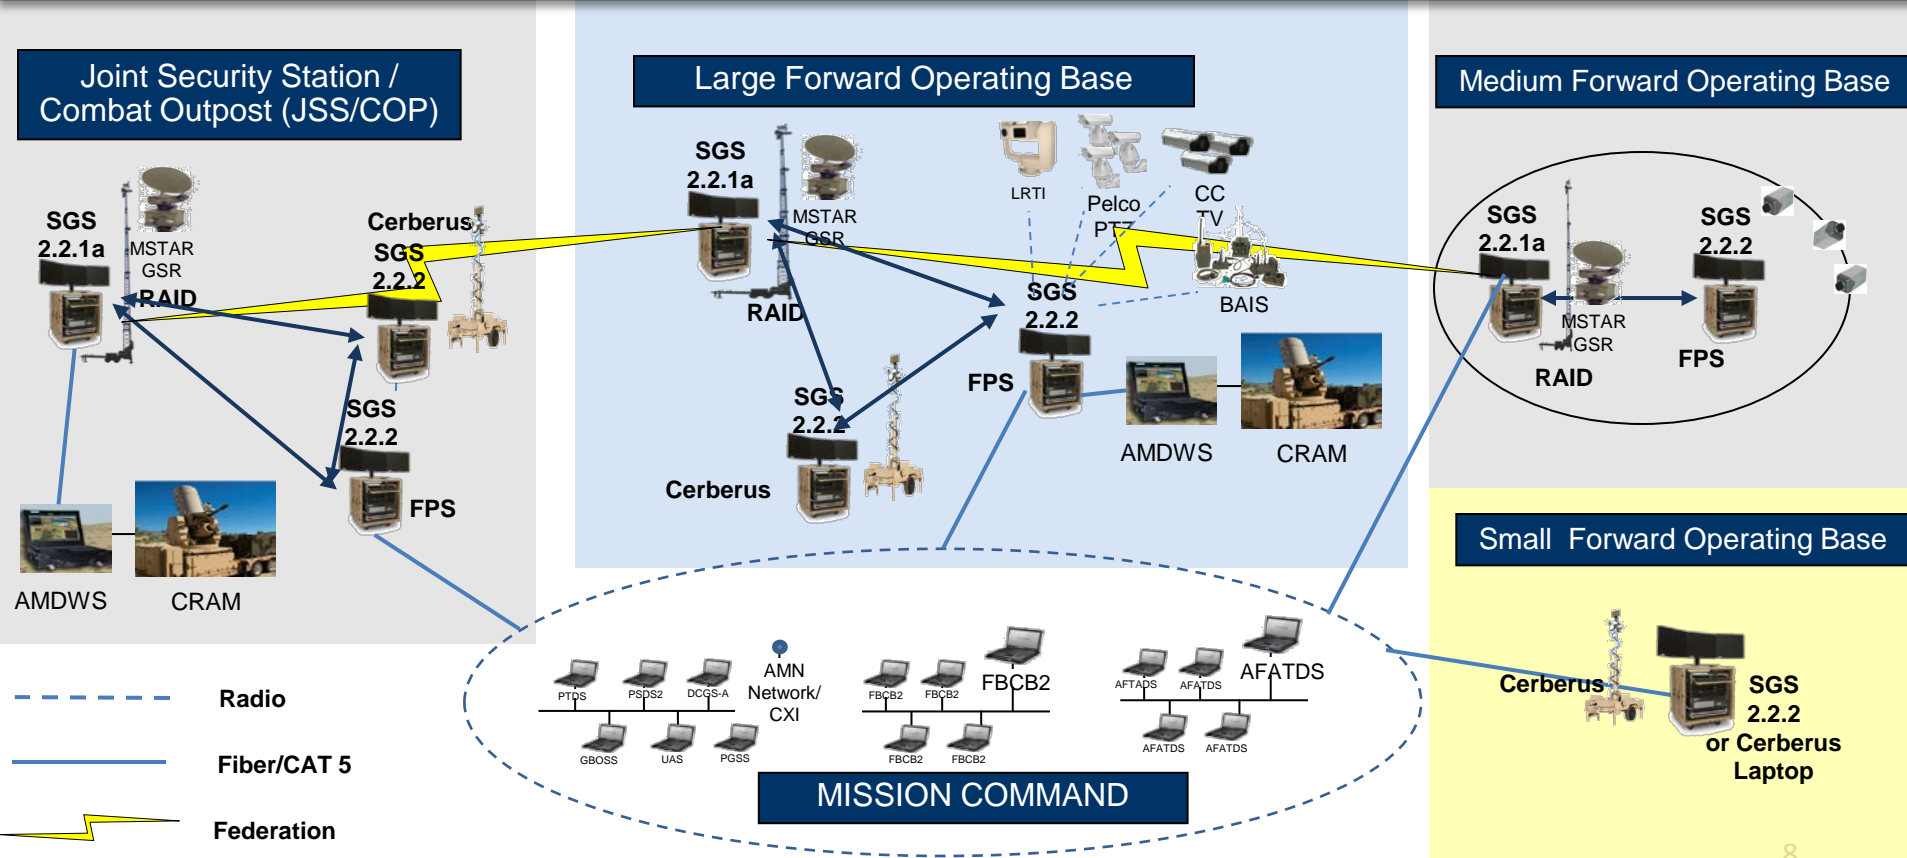 Joint Security Station /
Combat Outpost (JSS/COP)
SGS
2.2.1a
MSTAR
GSR
RAID
Cerberus
SGS
2.2.2
SGS
2.2.2
FPS
AMDWS
CRAM
Large Forward Operating Base
SGS
2.2.1a
MSTAR
GSR
RAID
LRTI
Pelco
PTZ
CC
TV
BAIS
SGS
2.2.2
FPS
SGS
2.2.2
Cerberus
AMDWS
CRAM
Medium Forward Operating Base
SGS
2.2.1a
MSTAR
GSR
RAID
SGS
2.2.2
FPS
Small  Forward Operating Base
Cerberus
SGS
2.2.2
or Cerberus
Laptop
PTDS
PSDS2
DCGS-A
GBOSS
UAS
PGSS
AMN
Network/
CXI
FBCB2
FBCB2
FBCB2
FBCB2
FBCB2
AFTADS
AFATDS
AFATDS
AFATDS
AFATDS
MISSION COMMAND
Radio
Fiber/CAT 5
Federation
8